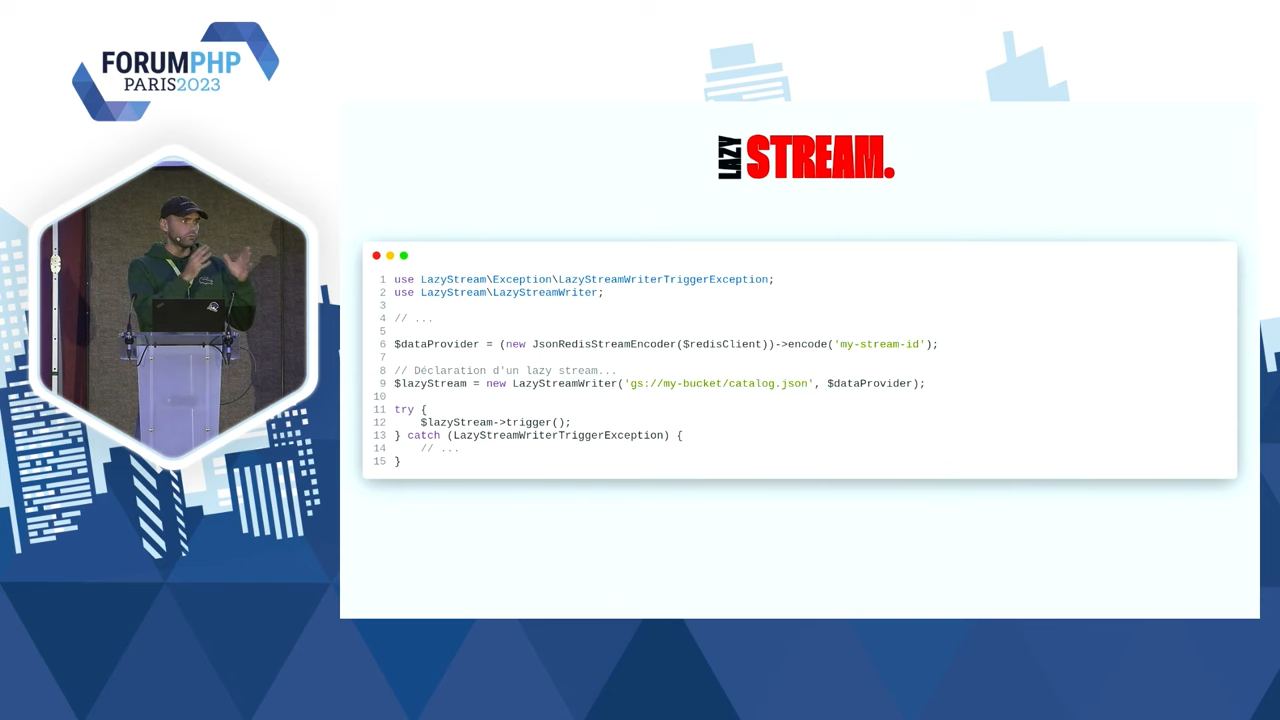 FORUMPHP
PARIS2023
LAZY STREAM.
1 use LazyStream\Exception\LazyStreamWriterTriggerException;
2 use LazyStream\LazyStreamWriter;
3
4 // ...
5
6 $dataProvider = (new JsonRedisStreamEncoder($redisClient))->encode('my-stream-id');
7
8 // Déclaration d'un lazy stream...
9 $lazyStream = new LazyStreamWriter('gs://my-bucket/catalog.json', $dataProvider);
10
11 try {
12     $lazyStream->trigger();
13 } catch (LazyStreamWriterTriggerException) {
14     // ...
15 }